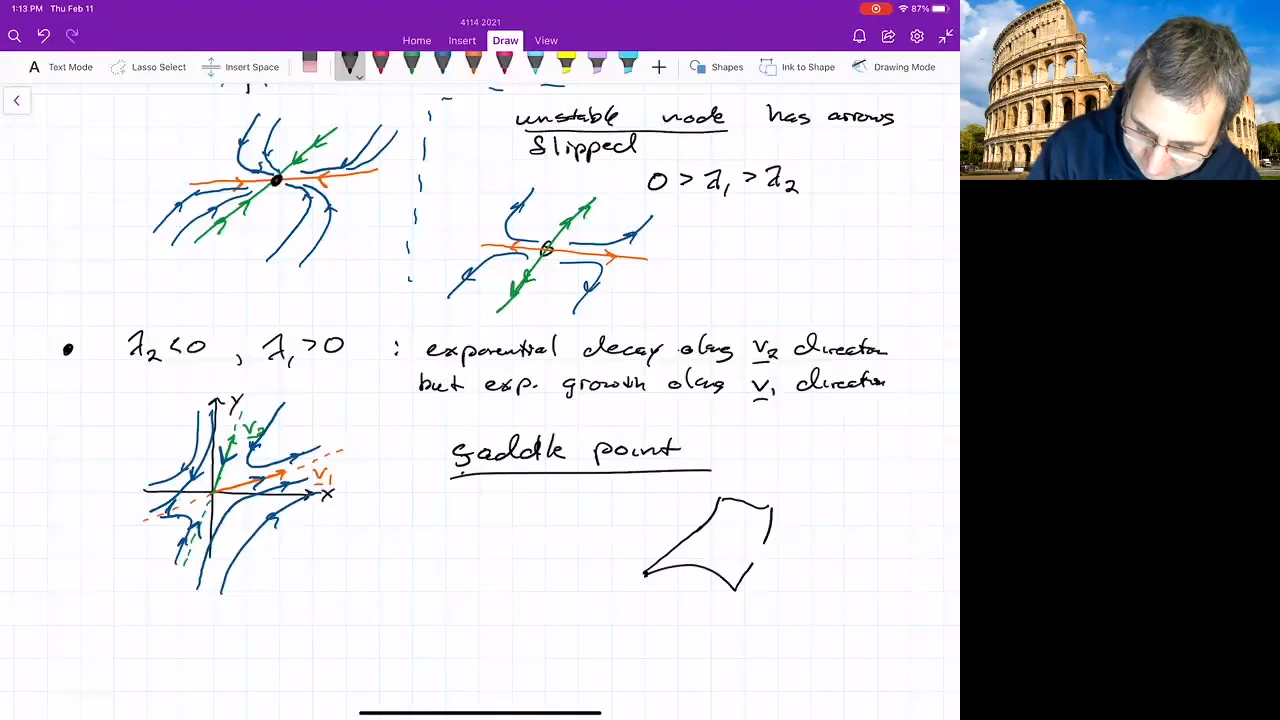 1:13 PM Thu Feb 11
87%
4114 2021
Home Insert Draw View
Text Mode Lasso Select Insert Space Shapes Ink to Shape Drawing Mode
unstable node has arrows
flipped
0 > λ₁ > λ₂
λ₂ < 0 , λ₁ > 0 : exponential decay along v₂ direction
but exp. growth along v₁ direction
y
v₂
saddle point
v₁
x